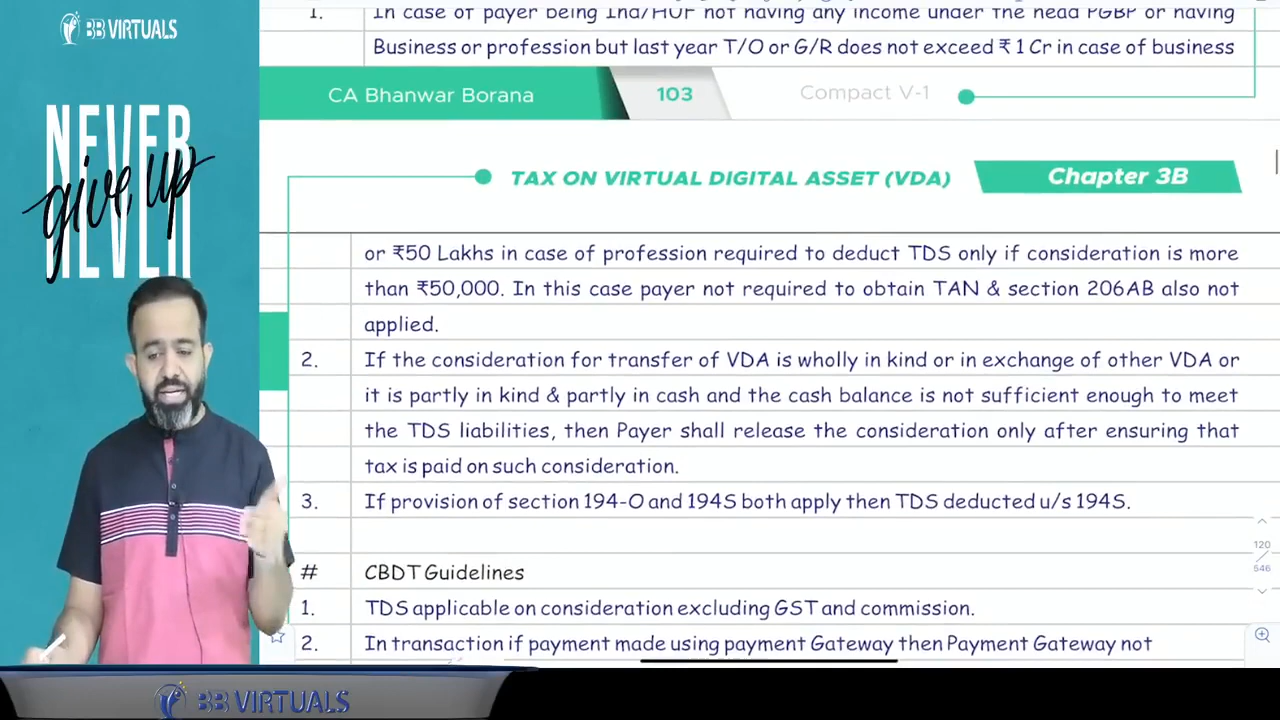 BB VIRTUALS
NEVER
give up
NEVER
1. In case of payer being Ind/HUF not having any income under the head PGBP or having
Business or profession but last year T/O or G/R does not exceed ₹ 1 Cr in case of business
CA Bhanwar Borana 103 Compact V-1
TAX ON VIRTUAL DIGITAL ASSET (VDA) Chapter 3B
or ₹50 Lakhs in case of profession required to deduct TDS only if consideration is more
than ₹50,000. In this case payer not required to obtain TAN & section 206AB also not
applied.
2. If the consideration for transfer of VDA is wholly in kind or in exchange of other VDA or
it is partly in kind & partly in cash and the cash balance is not sufficient enough to meet
the TDS liabilities, then Payer shall release the consideration only after ensuring that
tax is paid on such consideration.
3. If provision of section 194-O and 194S both apply then TDS deducted u/s 194S.
# CBDT Guidelines
1. TDS applicable on consideration excluding GST and commission.
2. In transaction if payment made using payment Gateway then Payment Gateway not
120
546
BB VIRTUALS